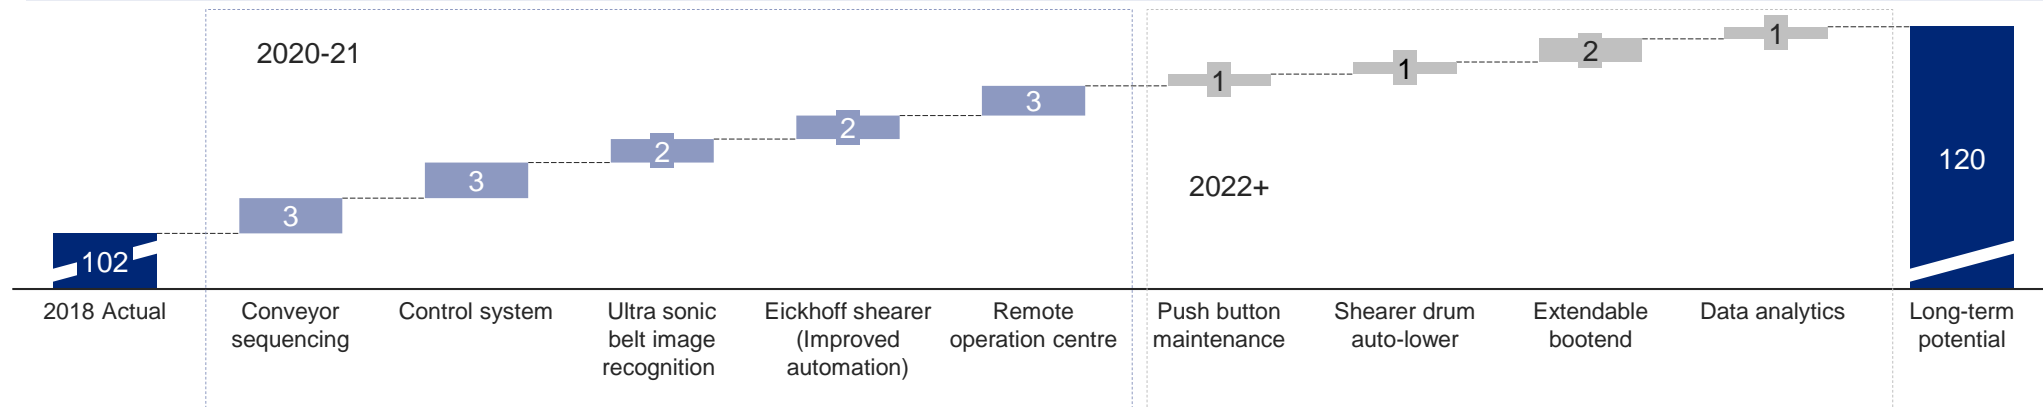 2020-21
2022+
102
3
3
2
2
3
1
1
2
1
120
2018 Actual
Conveyor
sequencing
Control system
Ultra sonic
belt image
recognition
Eickhoff shearer
(Improved
automation)
Remote
operation centre
Push button
maintenance
Shearer drum
auto-lower
Extendable
bootend
Data analytics
Long-term
potential